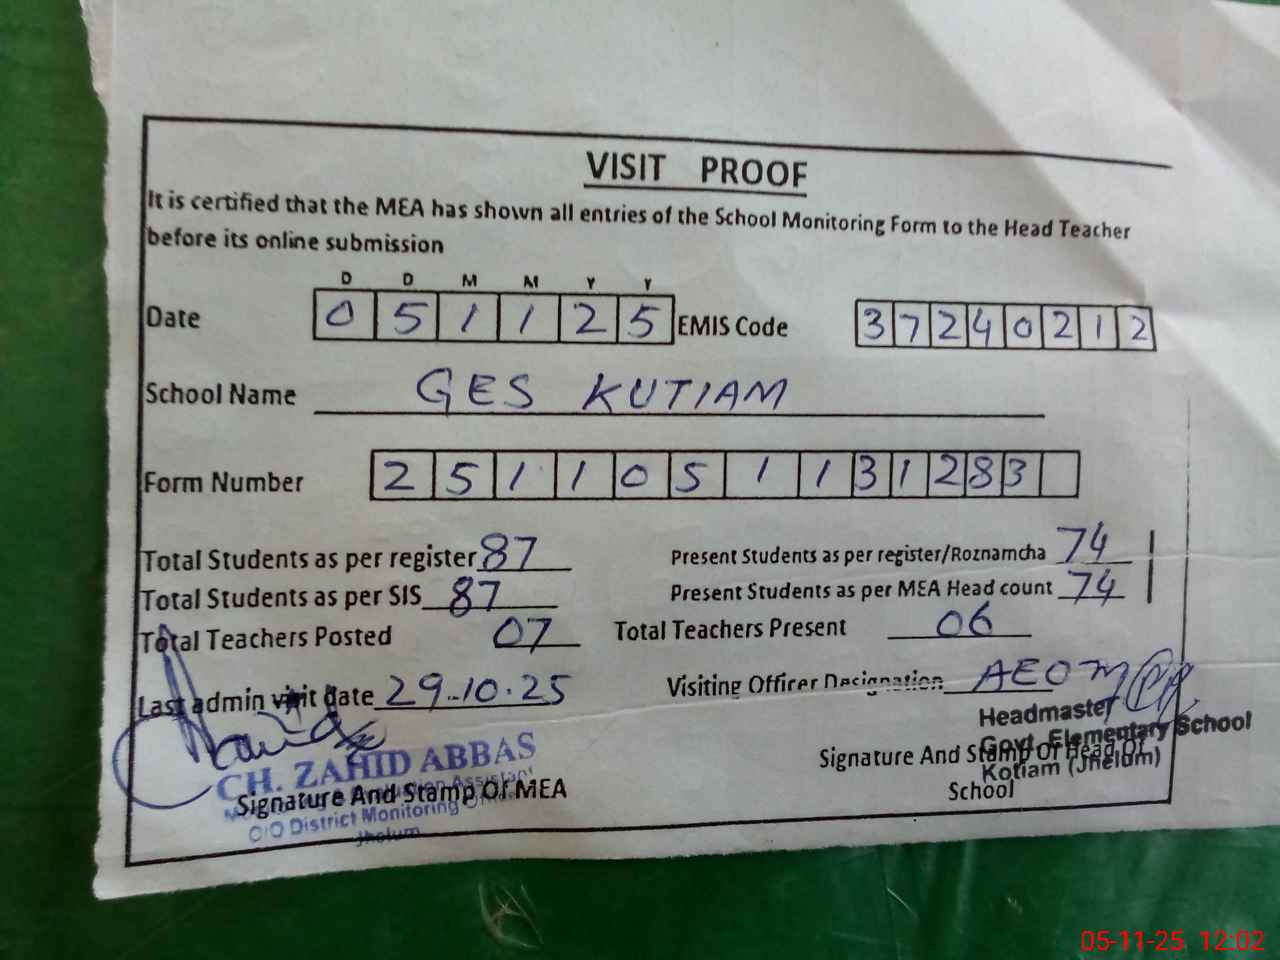 VISIT PROOF
It is certified that the MEA has shown all entries of the School Monitoring Form to the Head Teacher
before its online submission
D D M M Y Y
Date 0 5 1 1 2 5 EMIS Code 3 7 2 4 0 2 1 2
School Name GES KUTIAM
Form Number 2 5 1 1 0 5 1 1 3 1 2 8 3
Total Students as per register 87 Present Students as per register/Roznamcha 74
Total Students as per SIS 87 Present Students as per MEA Head count 74
Total Teachers Posted 07 Total Teachers Present 06
Last admin visit date 29.10.25 Visiting Officer Designation AEO M
Headmaster
Govt. Elementary School
Kotiam (Jhelum)
Signature And Stamp Of Head Of
School
CH. ZAHID ABBAS
Evaluation Assistant
Signature And Stamp Of MEA
O/O District Monitoring Officer
Jhelum
05-11-25 12:02